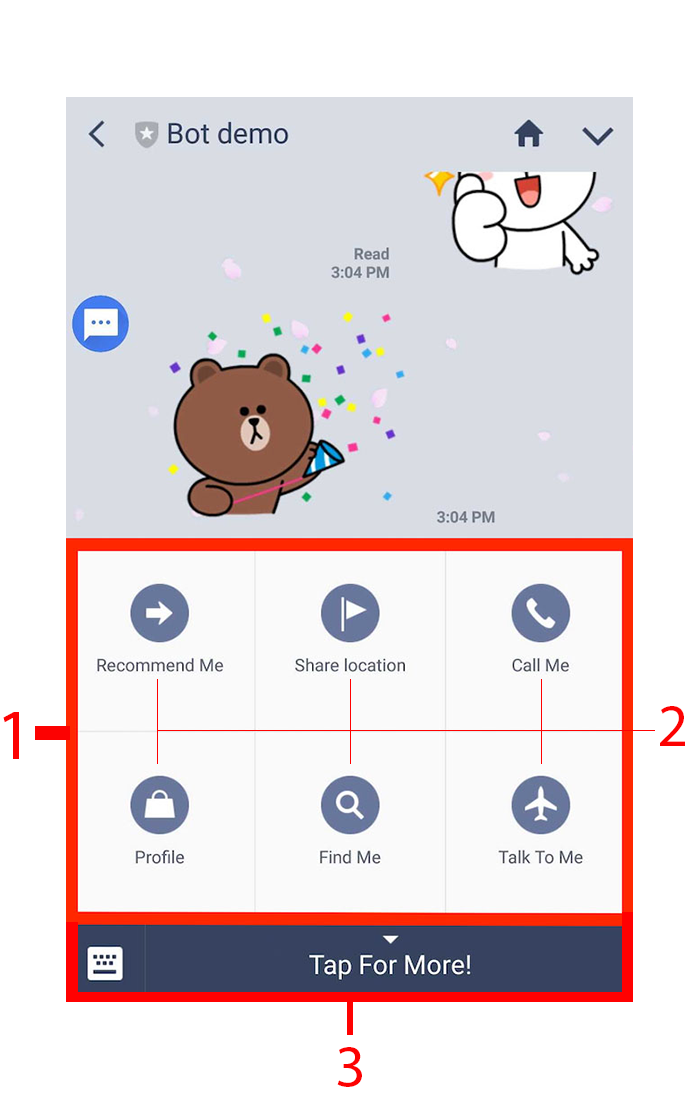 Bot demo
Read
3:04 PM
3:04 PM
Recommend Me
Share location
Call Me
1
2
Profile
Find Me
Talk To Me
Tap For More!
3